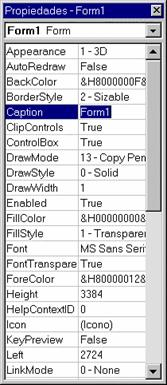 Propiedades - Form1
Form1 Form
Appearance 1 - 3D
AutoRedraw False
BackColor &H8000000F&
BorderStyle 2 - Sizable
Caption Form1
ClipControls True
ControlBox True
DrawMode 13 - Copy Pen
DrawStyle 0 - Solid
DrawWidth 1
Enabled True
FillColor &H00000000&
FillStyle 1 - Transparen
Font MS Sans Serif
FontTranspare True
ForeColor &H80000012&
Height 3384
HelpContextID 0
Icon (Icono)
KeyPreview False
Left 2724
LinkMode 0 - None